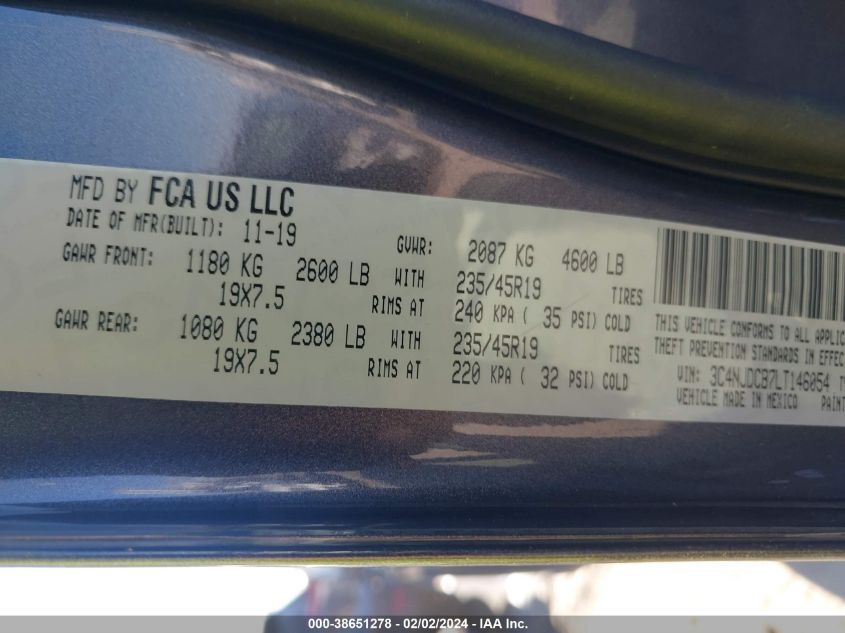 MFD BY FCA US LLC
DATE OF MFR(BUILT): 11-19 GVWR: 2087 KG 4600 LB
GAWR FRONT: 1180 KG 2600 LB WITH 235/45R19 TIRES
19X7.5 RIMS AT 240 KPA ( 35 PSI) COLD
GAWR REAR: 1080 KG 2380 LB WITH 235/45R19 TIRES
19X7.5 RIMS AT 220 KPA ( 32 PSI) COLD
THIS VEHICLE CONFORMS TO ALL APPLIC
THEFT PREVENTION STANDARDS IN EFFEC
VIN: 3C4NJDCB7LT146054
VEHICLE MADE IN MEXICO PAINT
000-38651278 - 02/02/2024 - IAA Inc.